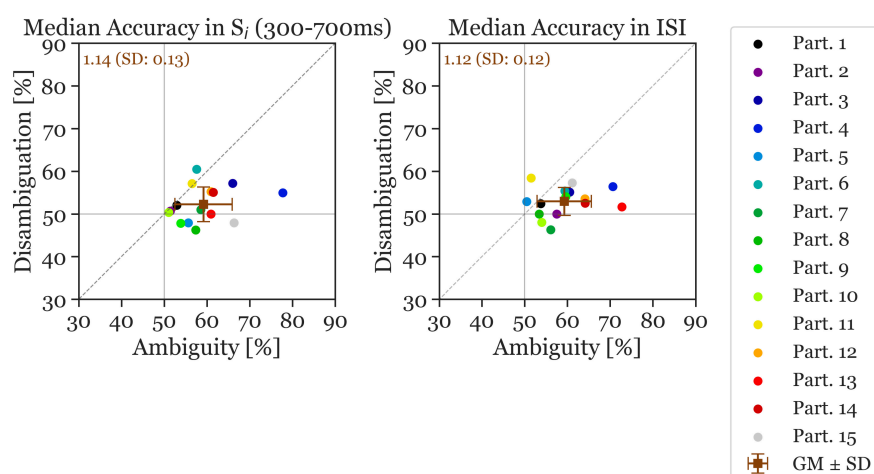 Median Accuracy in Sᵢ (300-700ms)
1.14 (SD: 0.13)
Disambiguation [%]
90
80
70
60
50
40
30
30 40 50 60 70 80 90
Ambiguity [%]
Median Accuracy in ISI
1.12 (SD: 0.12)
Disambiguation [%]
90
80
70
60
50
40
30
30 40 50 60 70 80 90
Ambiguity [%]
Part. 1
Part. 2
Part. 3
Part. 4
Part. 5
Part. 6
Part. 7
Part. 8
Part. 9
Part. 10
Part. 11
Part. 12
Part. 13
Part. 14
Part. 15
GM ± SD